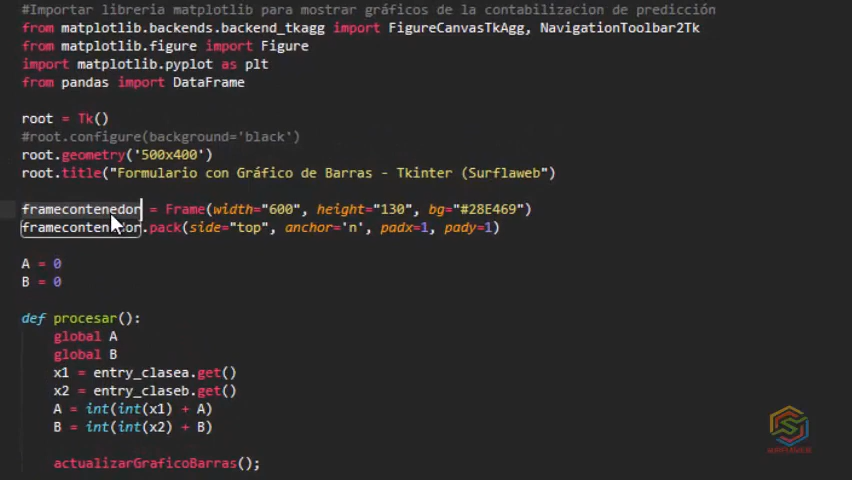 #Importar libreria matplotlib para mostrar gráficos de la contabilizacion de predicción
from matplotlib.backends.backend_tkagg import FigureCanvasTkAgg, NavigationToolbar2Tk
from matplotlib.figure import Figure
import matplotlib.pyplot as plt
from pandas import DataFrame
root = Tk()
#root.configure(background='black')
root.geometry('500x400')
root.title("Formulario con Gráfico de Barras - Tkinter (Surflaweb")
framecontenedor = Frame(width="600", height="130", bg="#28E469")
framecontenedor.pack(side="top", anchor='n', padx=1, pady=1)
A = 0
B = 0
def procesar():
global A
global B
x1 = entry_clasea.get()
x2 = entry_claseb.get()
A = int(int(x1) + A)
B = int(int(x2) + B)
actualizarGraficoBarras();
SURFLAWEB